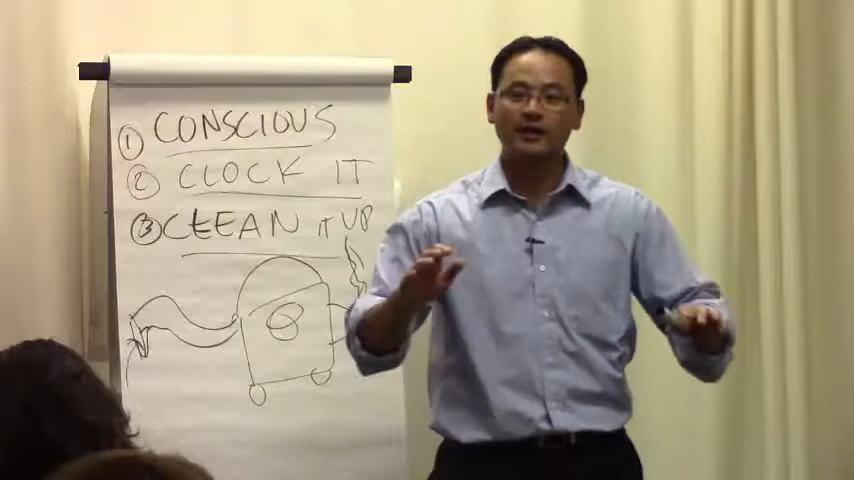 ① CONSCIOUS
② CLOCK IT
③ CLEAN IT UP